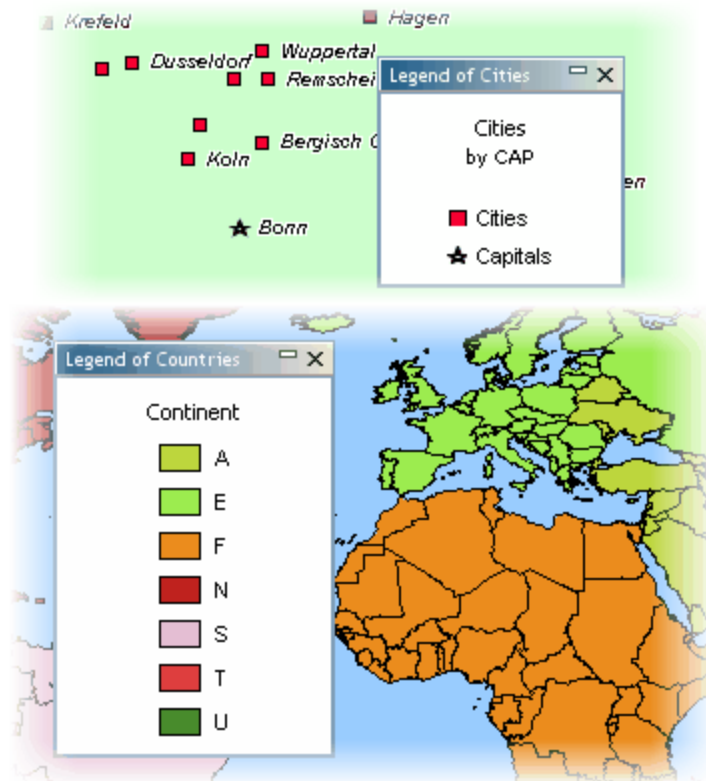 Krefeld
Hagen
Dusseldorf
Wuppertal
Remschei
Bergisch G
Koln
en
Bonn
Legend of Cities
Cities
by CAP
Cities
Capitals
Legend of Countries
Continent
A
E
F
N
S
T
U